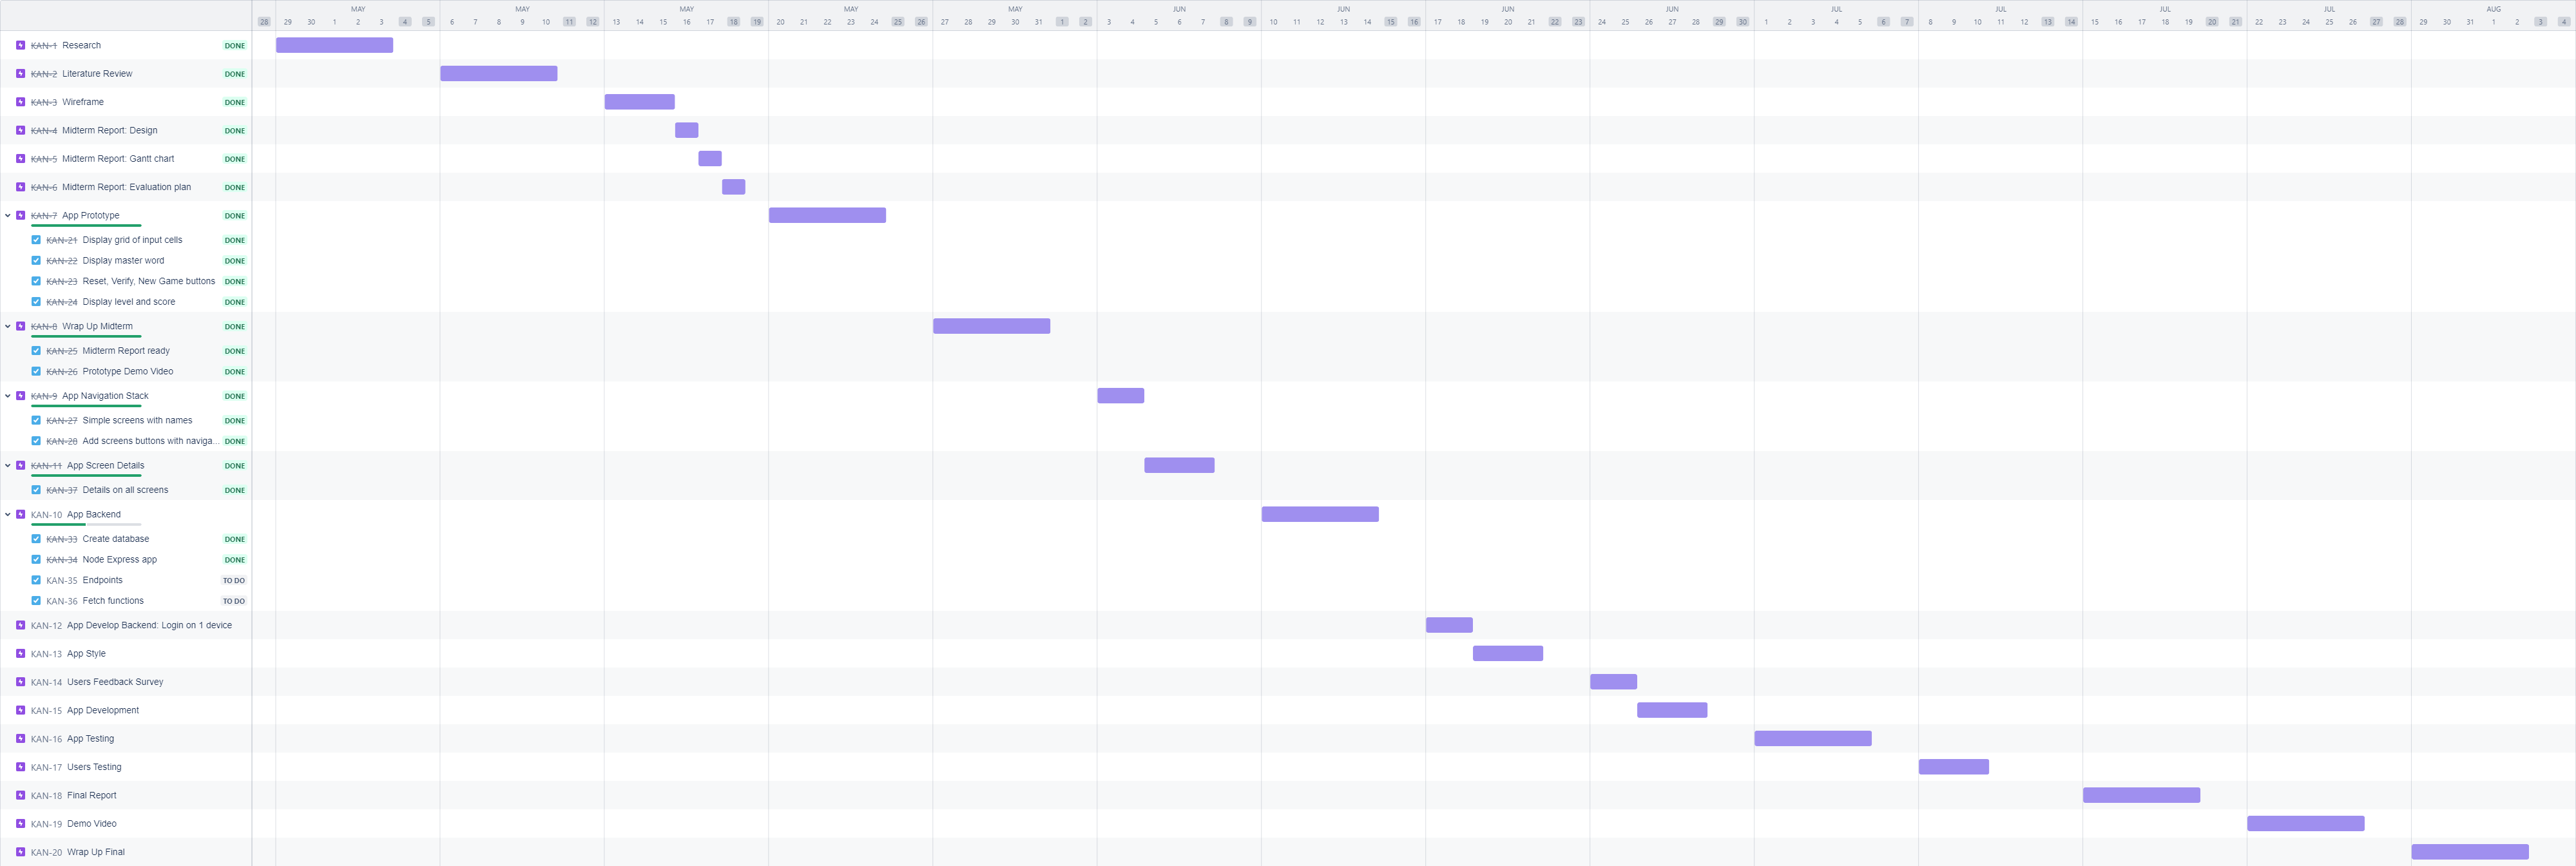 MAY MAY MAY MAY MAY JUN JUN JUN JUN JUL JUL JUL JUL AUG
28 29 30 1 2 3 4 5 6 7 8 9 10 11 12 13 14 15 16 17 18 19 20 21 22 23 24 25 26 27 28 29 30 31 1 2 3 4 5 6 7 8 9 10 11 12 13 14 15 16 17 18 19 20 21 22 23 24 25 26 27 28 29 30 1 2 3 4 5 6 7 8 9 10 11 12 13 14 15 16 17 18 19 20 21 22 23 24 25 26 27 28 29 30 31 1 2 3 4
KAN-1 Research DONE
KAN-2 Literature Review DONE
KAN-3 Wireframe DONE
KAN-4 Midterm Report: Design DONE
KAN-5 Midterm Report: Gantt chart DONE
KAN-6 Midterm Report: Evaluation plan DONE
KAN-7 App Prototype DONE
KAN-21 Display grid of input cells DONE
KAN-22 Display master word DONE
KAN-23 Reset, Verify, New Game buttons DONE
KAN-24 Display level and score DONE
KAN-8 Wrap Up Midterm DONE
KAN-25 Midterm Report ready DONE
KAN-26 Prototype Demo Video DONE
KAN-9 App Navigation Stack DONE
KAN-27 Simple screens with names DONE
KAN-28 Add screens buttons with naviga... DONE
KAN-11 App Screen Details DONE
KAN-37 Details on all screens DONE
KAN-10 App Backend
KAN-33 Create database DONE
KAN-34 Node Express app DONE
KAN-35 Endpoints TO DO
KAN-36 Fetch functions TO DO
KAN-12 App Develop Backend: Login on 1 device
KAN-13 App Style
KAN-14 Users Feedback Survey
KAN-15 App Development
KAN-16 App Testing
KAN-17 Users Testing
KAN-18 Final Report
KAN-19 Demo Video
KAN-20 Wrap Up Final